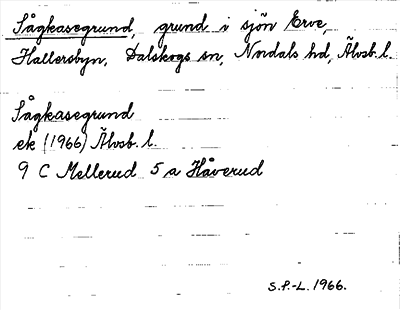 Sågkasegrund, grund i sjön Erve,
Hallersbyn, Dalskogs sn, Nordals hd, Älvsb. l.
Sågkasegrund
ek (1966) Älvsb. l.
9 C Mellerud 5 a Håverud
S.P.-L. 1966.